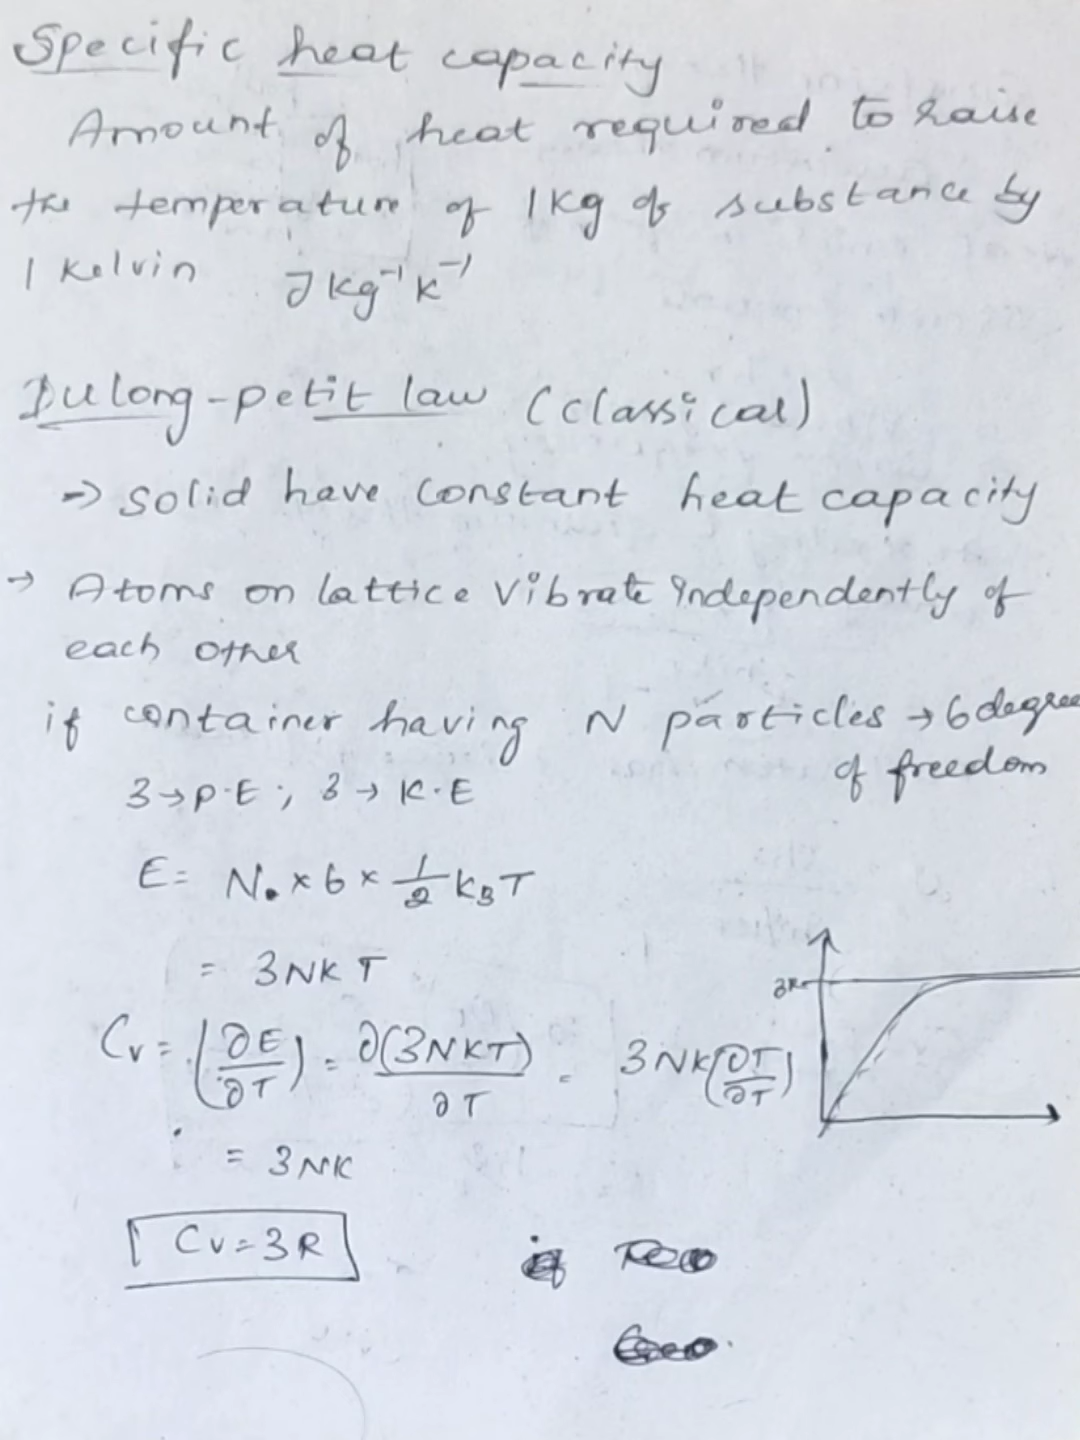 Specific heat capacity
Amount of heat required to raise
the temperature of 1kg of substance by
1 Kelvin J kg⁻¹ K⁻¹
Dulong-petit law (classical)
→ solid have constant heat capacity
→ Atoms on lattice vibrate independently of
each other
if container having N particles → 6 degree
of freedom
3→P.E ; 3→ K.E
E = N. × 6 × 1/2 K_B T
= 3NKT
3R
Cv = (∂E/∂T) = ∂(3NKT)/∂T = 3NK(∂T/∂T)
= 3NK
Cv = 3R